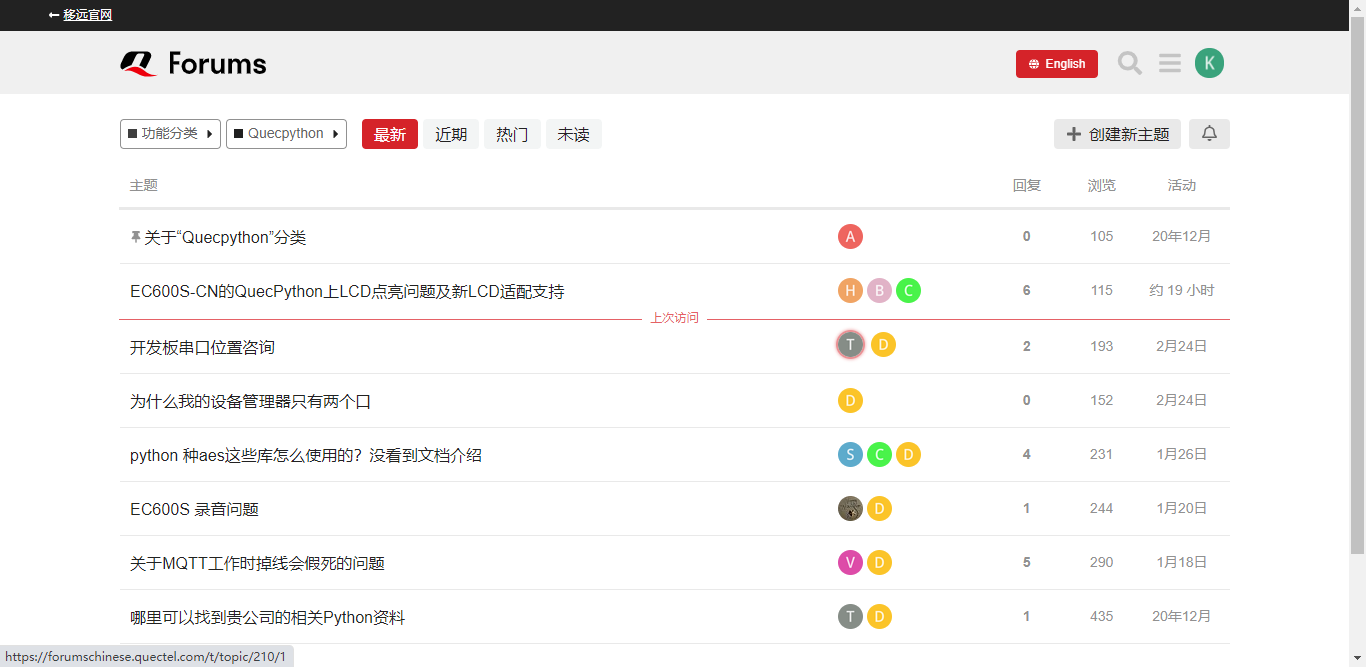 ← 移远官网
Forums
English
K
功能分类
Quecpython
最新
近期
热门
未读
创建新主题
主题 回复 浏览 活动
关于“Quecpython”分类 A 0 105 20年12月
EC600S-CN的QuecPython上LCD点亮问题及新LCD适配支持 H B C 6 115 约 19 小时
上次访问
开发板串口位置咨询 T D 2 193 2月24日
为什么我的设备管理器只有两个口 D 0 152 2月24日
python 种aes这些库怎么使用的？没看到文档介绍 S C D 4 231 1月26日
EC600S 录音问题 D 1 244 1月20日
关于MQTT工作时掉线会假死的问题 V D 5 290 1月18日
哪里可以找到贵公司的相关Python资料 T D 1 435 20年12月
https://forumschinese.quectel.com/t/topic/210/1